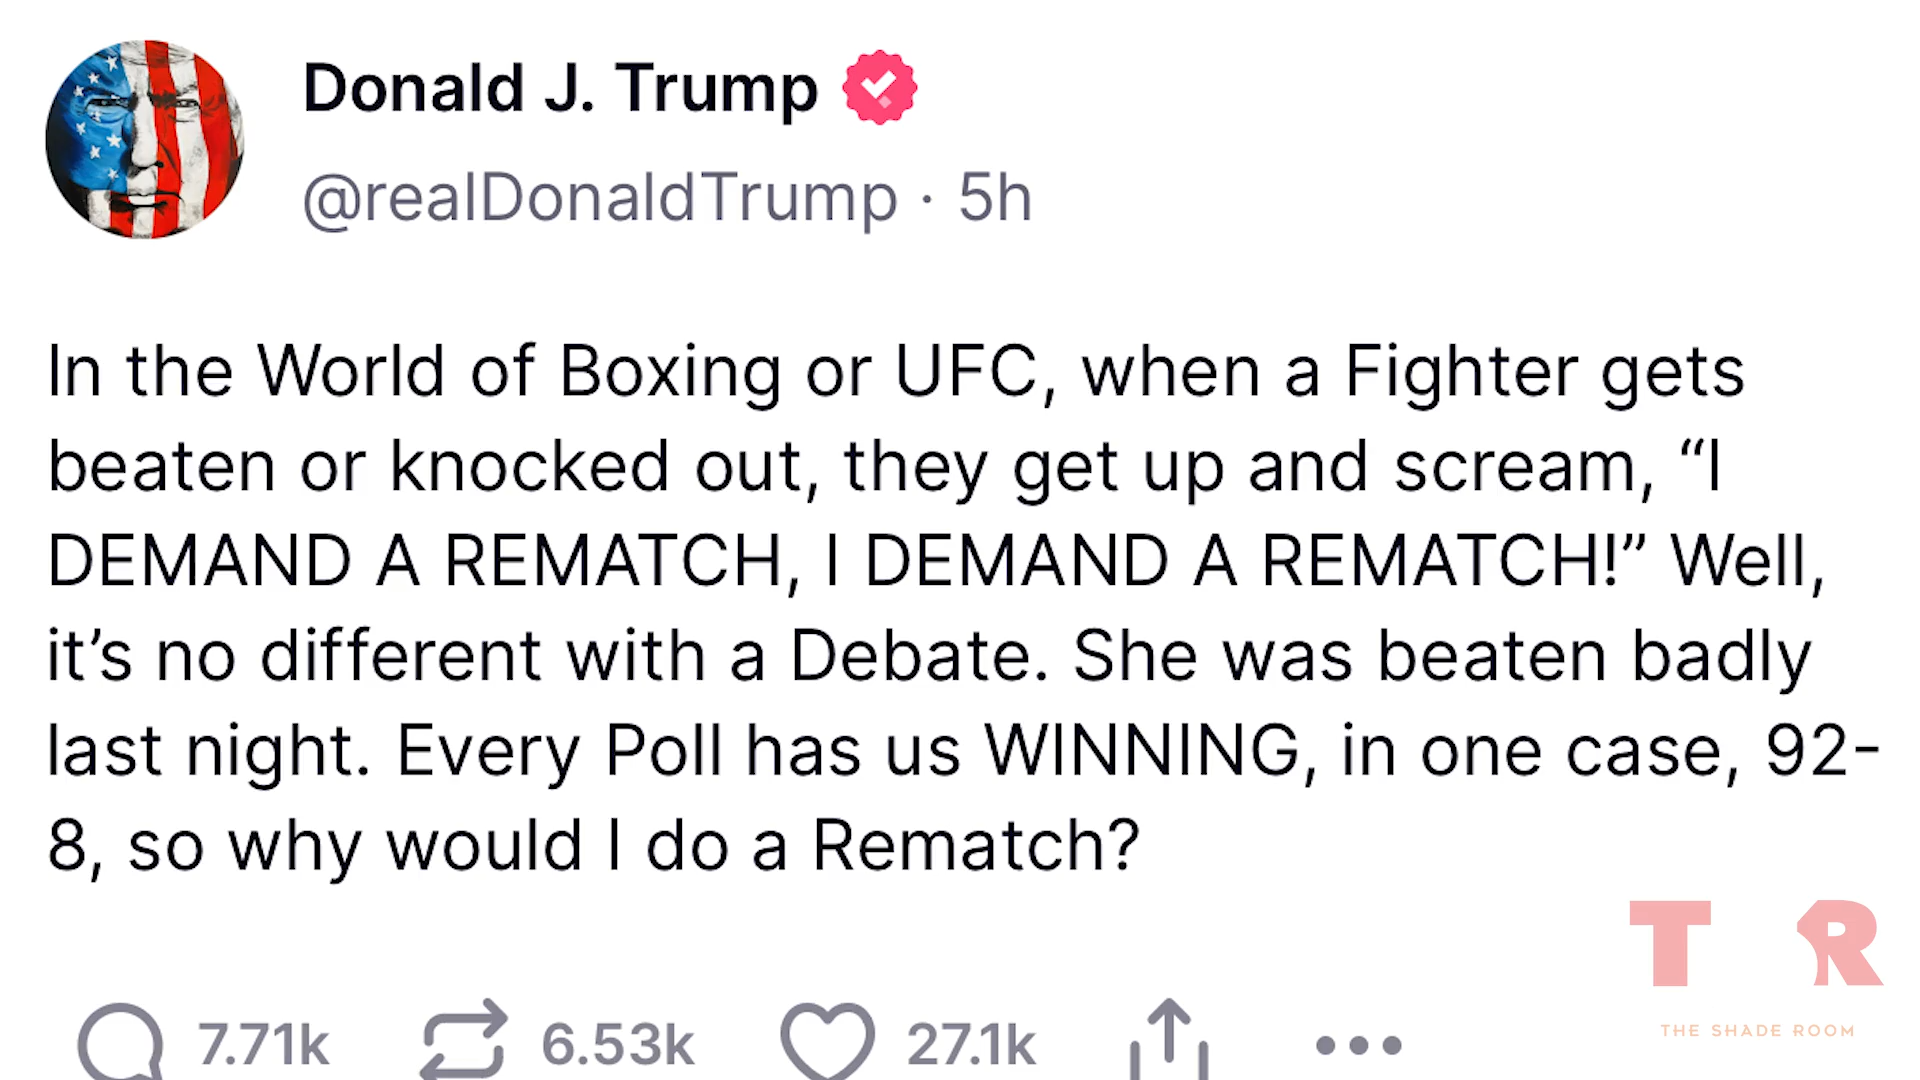 Donald J. Trump
@realDonaldTrump · 5h
In the World of Boxing or UFC, when a Fighter gets
beaten or knocked out, they get up and scream, “I
DEMAND A REMATCH, I DEMAND A REMATCH!” Well,
it’s no different with a Debate. She was beaten badly
last night. Every Poll has us WINNING, in one case, 92-
8, so why would I do a Rematch?
T R
THE SHADE ROOM
7.71k 6.53k 27.1k